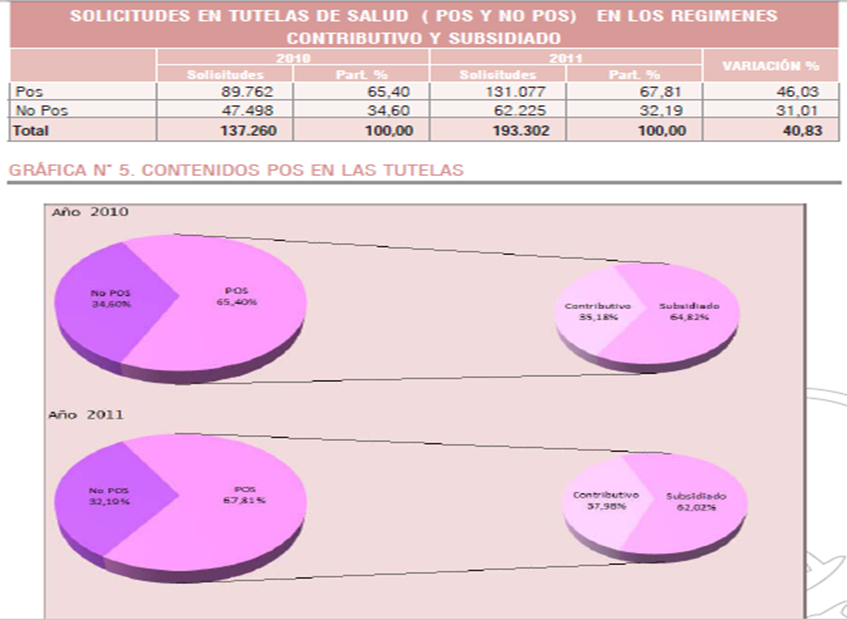 SOLICITUDES EN TUTELAS DE SALUD ( POS Y NO POS) EN LOS REGIMENES
CONTRIBUTIVO Y SUBSIDIADO
2010 2011 VARIACIÓN %
Solicitudes Part. % Solicitudes Part. %
Pos 89.762 65,40 131.077 67,81 46,03
No Pos 47.498 34,60 62.225 32,19 31,01
Total 137.260 100,00 193.302 100,00 40,83
GRÁFICA N° 5. CONTENIDOS POS EN LAS TUTELAS
Año 2010
No POS
34,60%
POS
65,40%
Contributivo
35,18%
Subsidiado
64,82%
Año 2011
No POS
32,19%
POS
67,81%
Contributivo
37,98%
Subsidiado
62,02%